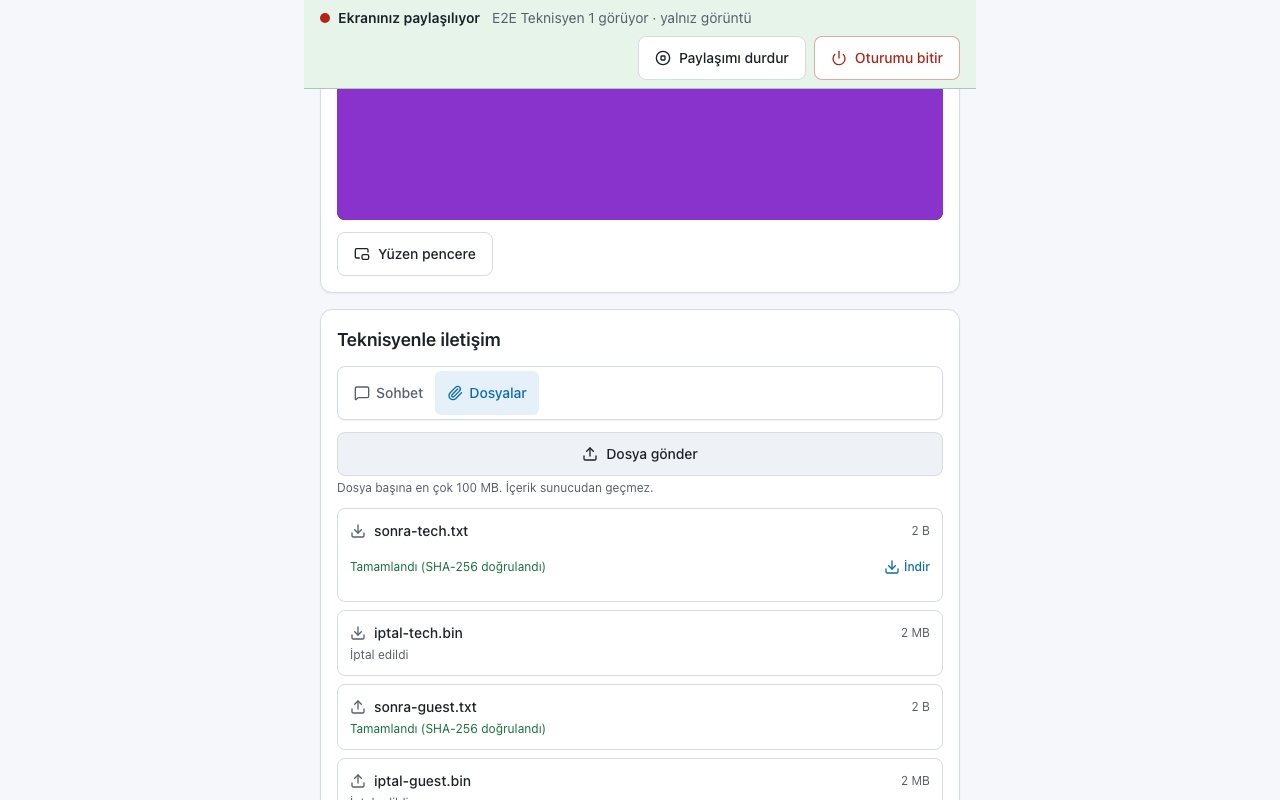 Ekranınız paylaşılıyor E2E Teknisyen 1 görüyor · yalnız görüntü
Paylaşımı durdur Oturumu bitir
Yüzen pencere
Teknisyenle iletişim
Sohbet Dosyalar
Dosya gönder
Dosya başına en çok 100 MB. İçerik sunucudan geçmez.
sonra-tech.txt 2 B
Tamamlandı (SHA-256 doğrulandı) İndir
iptal-tech.bin 2 MB
İptal edildi
sonra-guest.txt 2 B
Tamamlandı (SHA-256 doğrulandı)
iptal-guest.bin 2 MB